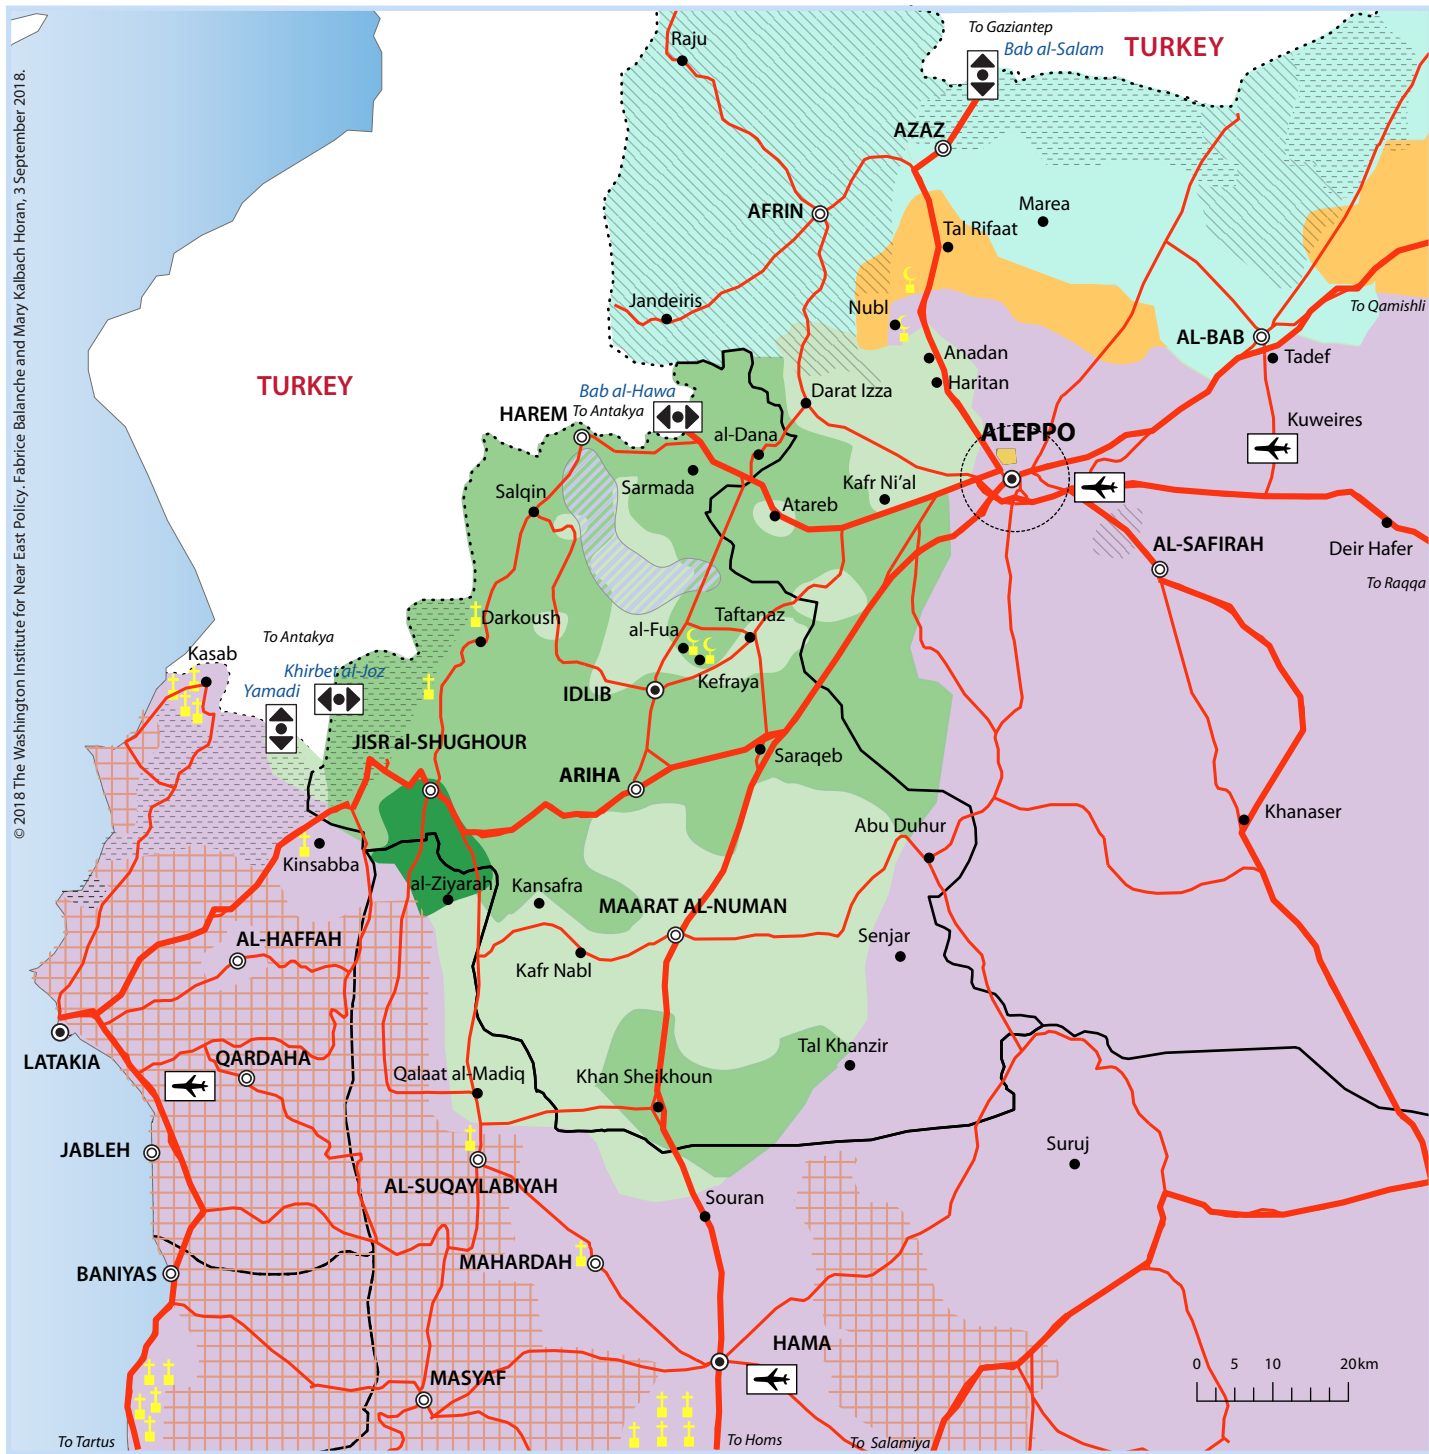 To Gaziantep
Bab al-Salam
TURKEY
Raju
AZAZ
Marea
AFRIN
Tal Rifaat
Jandeiris
Nubl
To Qamishli
AL-BAB
Tadef
Anadan
Haritan
TURKEY
Bab al-Hawa
To Antakya
HAREM
Darat Izza
Kuweires
al-Dana
ALEPPO
Sarmada
Kafr Ni'al
Salqin
Atareb
AL-SAFIRAH
Deir Hafer
To Raqqa
Darkoush
Taftanaz
al-Fua
To Antakya
Kasab
Khirbet al-Joz
Yamadi
Kefraya
IDLIB
JISR al-SHUGHOUR
Saraqeb
ARIHA
Khanaser
Abu Duhur
Kinsabba
al-Ziyarah
Kansafra
MAARAT AL-NUMAN
AL-HAFFAH
Senjar
Kafr Nabl
LATAKIA
QARDAHA
Tal Khanzir
Qalaat al-Madiq
Khan Sheikhoun
JABLEH
Suruj
AL-SUQAYLABIYAH
Souran
MAHARDAH
BANIYAS
HAMA
MASYAF
0 5 10 20km
To Tartus
To Homs
To Salamiya
© 2018 The Washington Institute for Near East Policy. Fabrice Balanche and Mary Kalbach Horan, 3 September 2018.